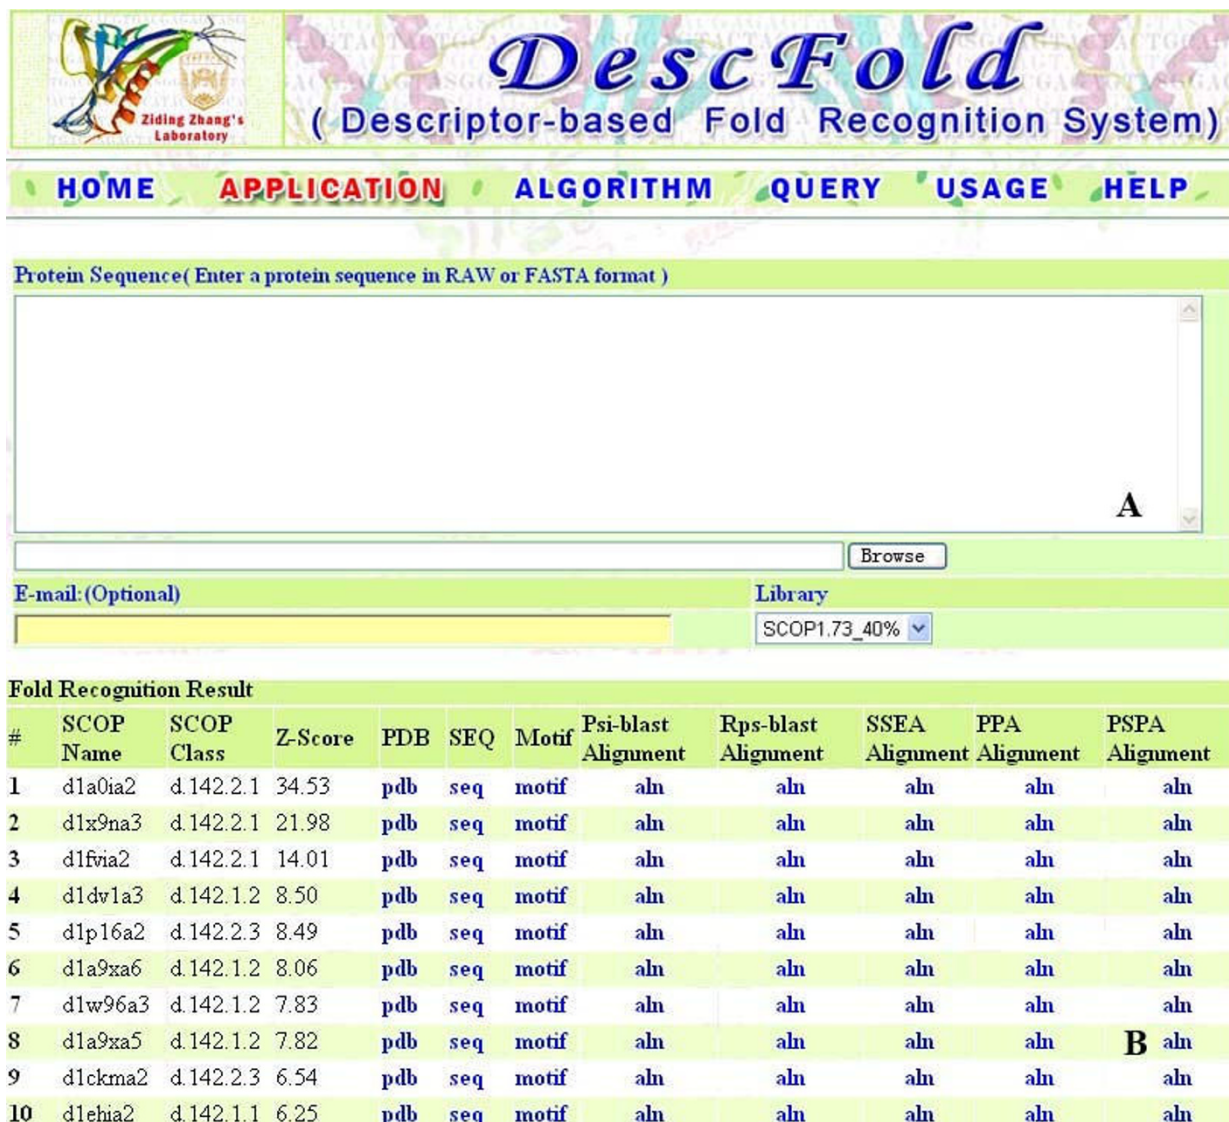 Ziding Zhang's
Laboratory
DescFold
( Descriptor-based Fold Recognition System)
HOME APPLICATION ALGORITHM QUERY USAGE HELP
Protein Sequence( Enter a protein sequence in RAW or FASTA format )
A
Browse
E-mail:(Optional) Library
SCOP1.73_40%
Fold Recognition Result
# SCOP Name SCOP Class Z-Score PDB SEQ Motif Psi-blast Alignment Rps-blast Alignment SSEA Alignment PPA Alignment PSPA Alignment
1 d1a0ia2 d.142.2.1 34.53 pdb seq motif aln aln aln aln aln
2 d1x9na3 d.142.2.1 21.98 pdb seq motif aln aln aln aln aln
3 d1fvia2 d.142.2.1 14.01 pdb seq motif aln aln aln aln aln
4 d1dv1a3 d.142.1.2 8.50 pdb seq motif aln aln aln aln aln
5 d1p16a2 d.142.2.3 8.49 pdb seq motif aln aln aln aln aln
6 d1a9xa6 d.142.1.2 8.06 pdb seq motif aln aln aln aln aln
7 d1w96a3 d.142.1.2 7.83 pdb seq motif aln aln aln aln aln
8 d1a9xa5 d.142.1.2 7.82 pdb seq motif aln aln aln aln B aln
9 d1ckma2 d.142.2.3 6.54 pdb seq motif aln aln aln aln aln
10 d1ehia2 d.142.1.1 6.25 pdb seq motif aln aln aln aln aln